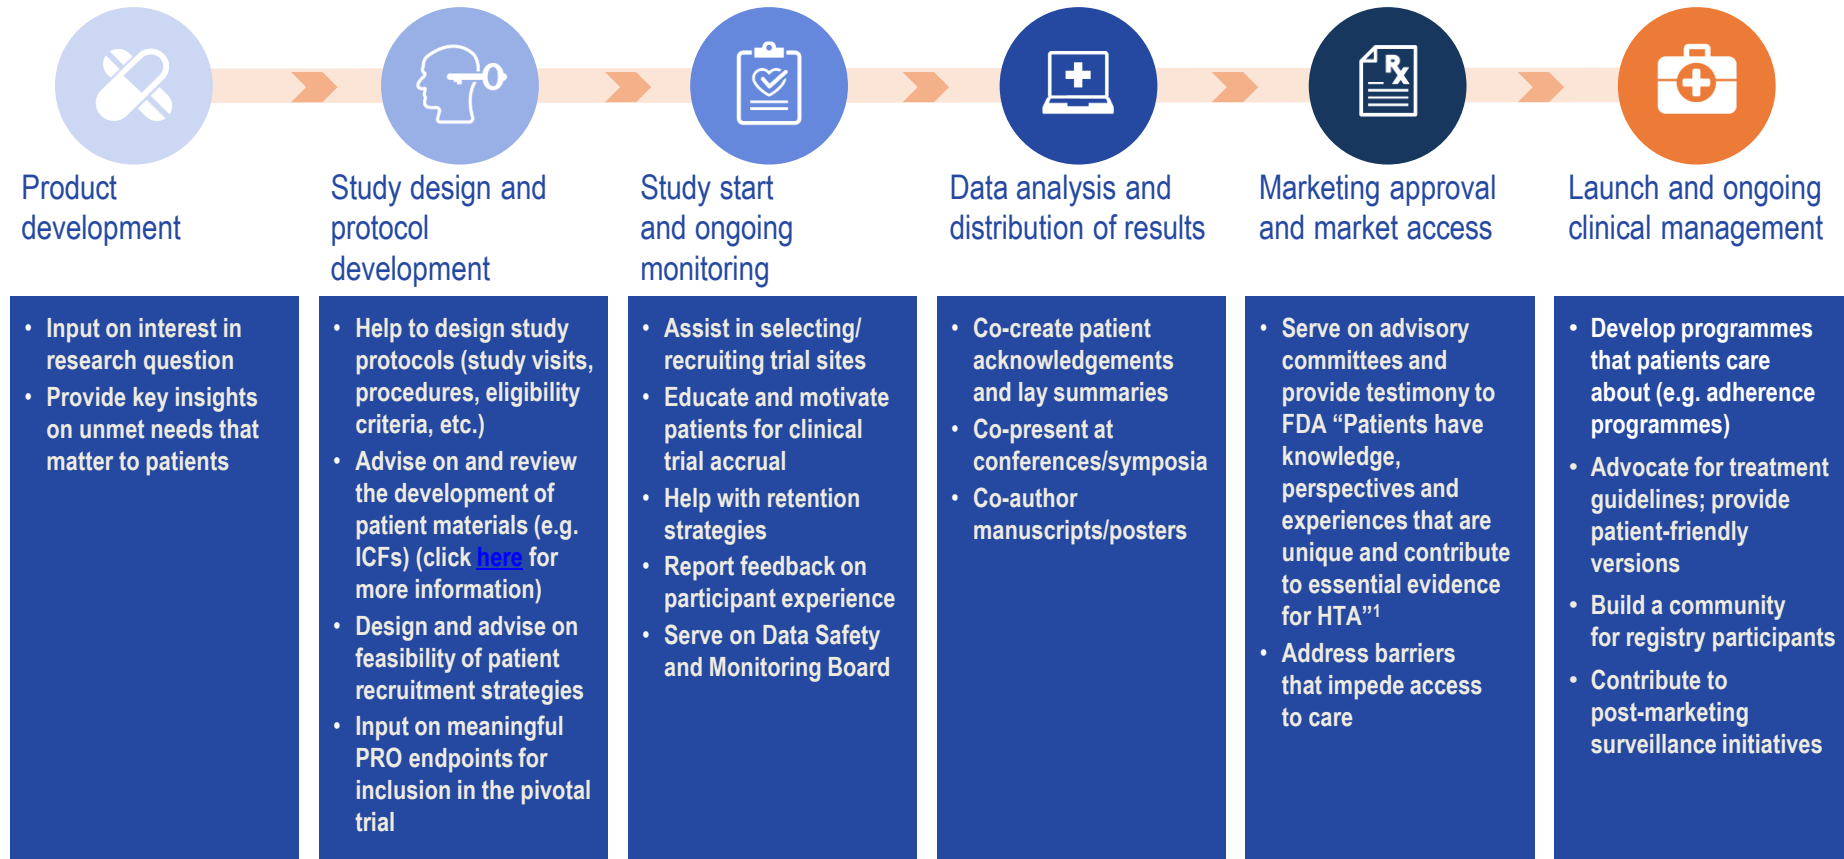 Product
development
Study design and
protocol
development
Study start
and ongoing
monitoring
Data analysis and
distribution of results
Marketing approval
and market access
Launch and ongoing
clinical management
• Input on interest in
research question
• Provide key insights
on unmet needs that
matter to patients
• Help to design study
protocols (study visits,
procedures, eligibility
criteria, etc.)
• Advise on and review
the development of
patient materials (e.g.
ICFs) (click here for
more information)
• Design and advise on
feasibility of patient
recruitment strategies
• Input on meaningful
PRO endpoints for
inclusion in the pivotal
trial
• Assist in selecting/
recruiting trial sites
• Educate and motivate
patients for clinical
trial accrual
• Help with retention
strategies
• Report feedback on
participant experience
• Serve on Data Safety
and Monitoring Board
• Co-create patient
acknowledgements
and lay summaries
• Co-present at
conferences/symposia
• Co-author
manuscripts/posters
• Serve on advisory
committees and
provide testimony to
FDA “Patients have
knowledge,
perspectives and
experiences that are
unique and contribute
to essential evidence
for HTA”1
• Address barriers
that impede access
to care
• Develop programmes
that patients care
about (e.g. adherence
programmes)
• Advocate for treatment
guidelines; provide
patient-friendly
versions
• Build a community
for registry participants
• Contribute to
post-marketing
surveillance initiatives
Rx